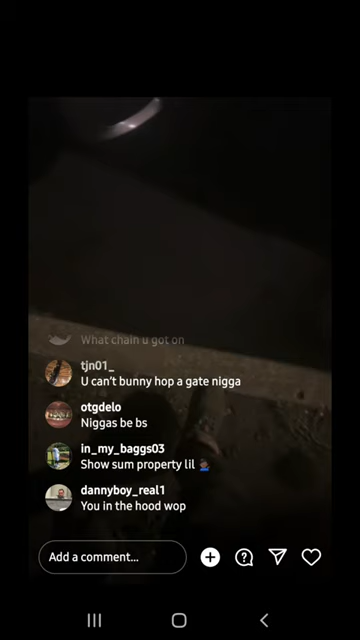 What chain u got on
tjn01_
U can't bunny hop a gate nigga
otgdelo
Niggas be bs
in_my_baggs03
Show sum property lil 🤷🏿‍♂️
dannyboy_real1
You in the hood wop
Add a comment...